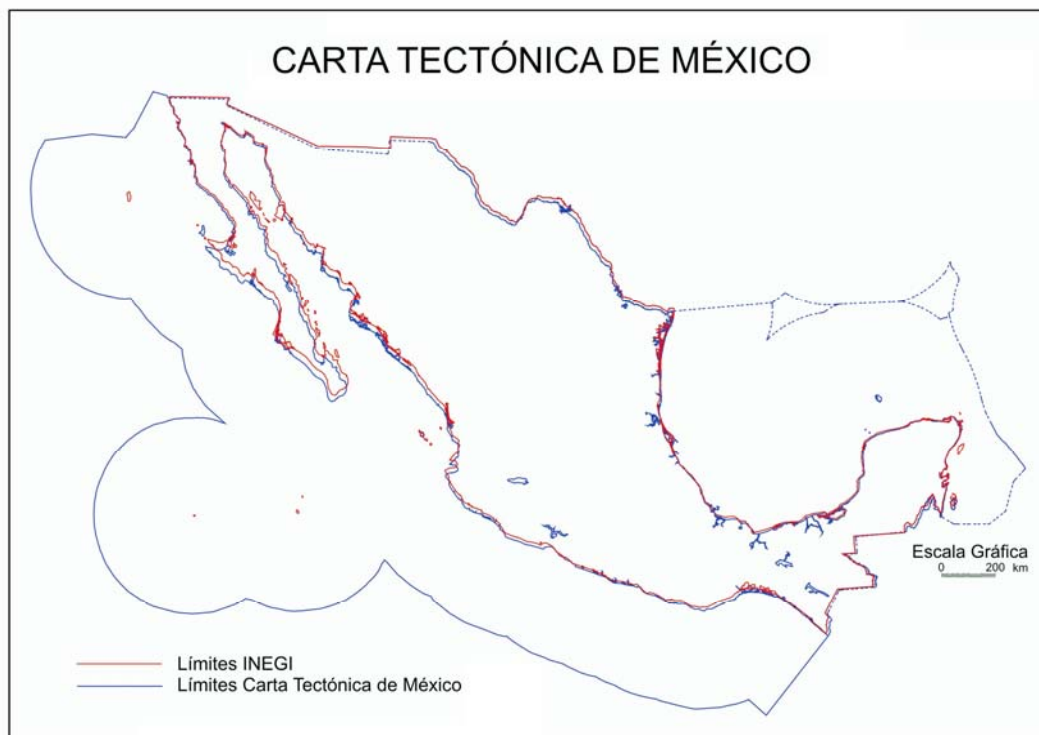 CARTA TECTÓNICA DE MÉXICO
Escala Gráfica
0 200 km
Límites INEGI
Límites Carta Tectónica de México